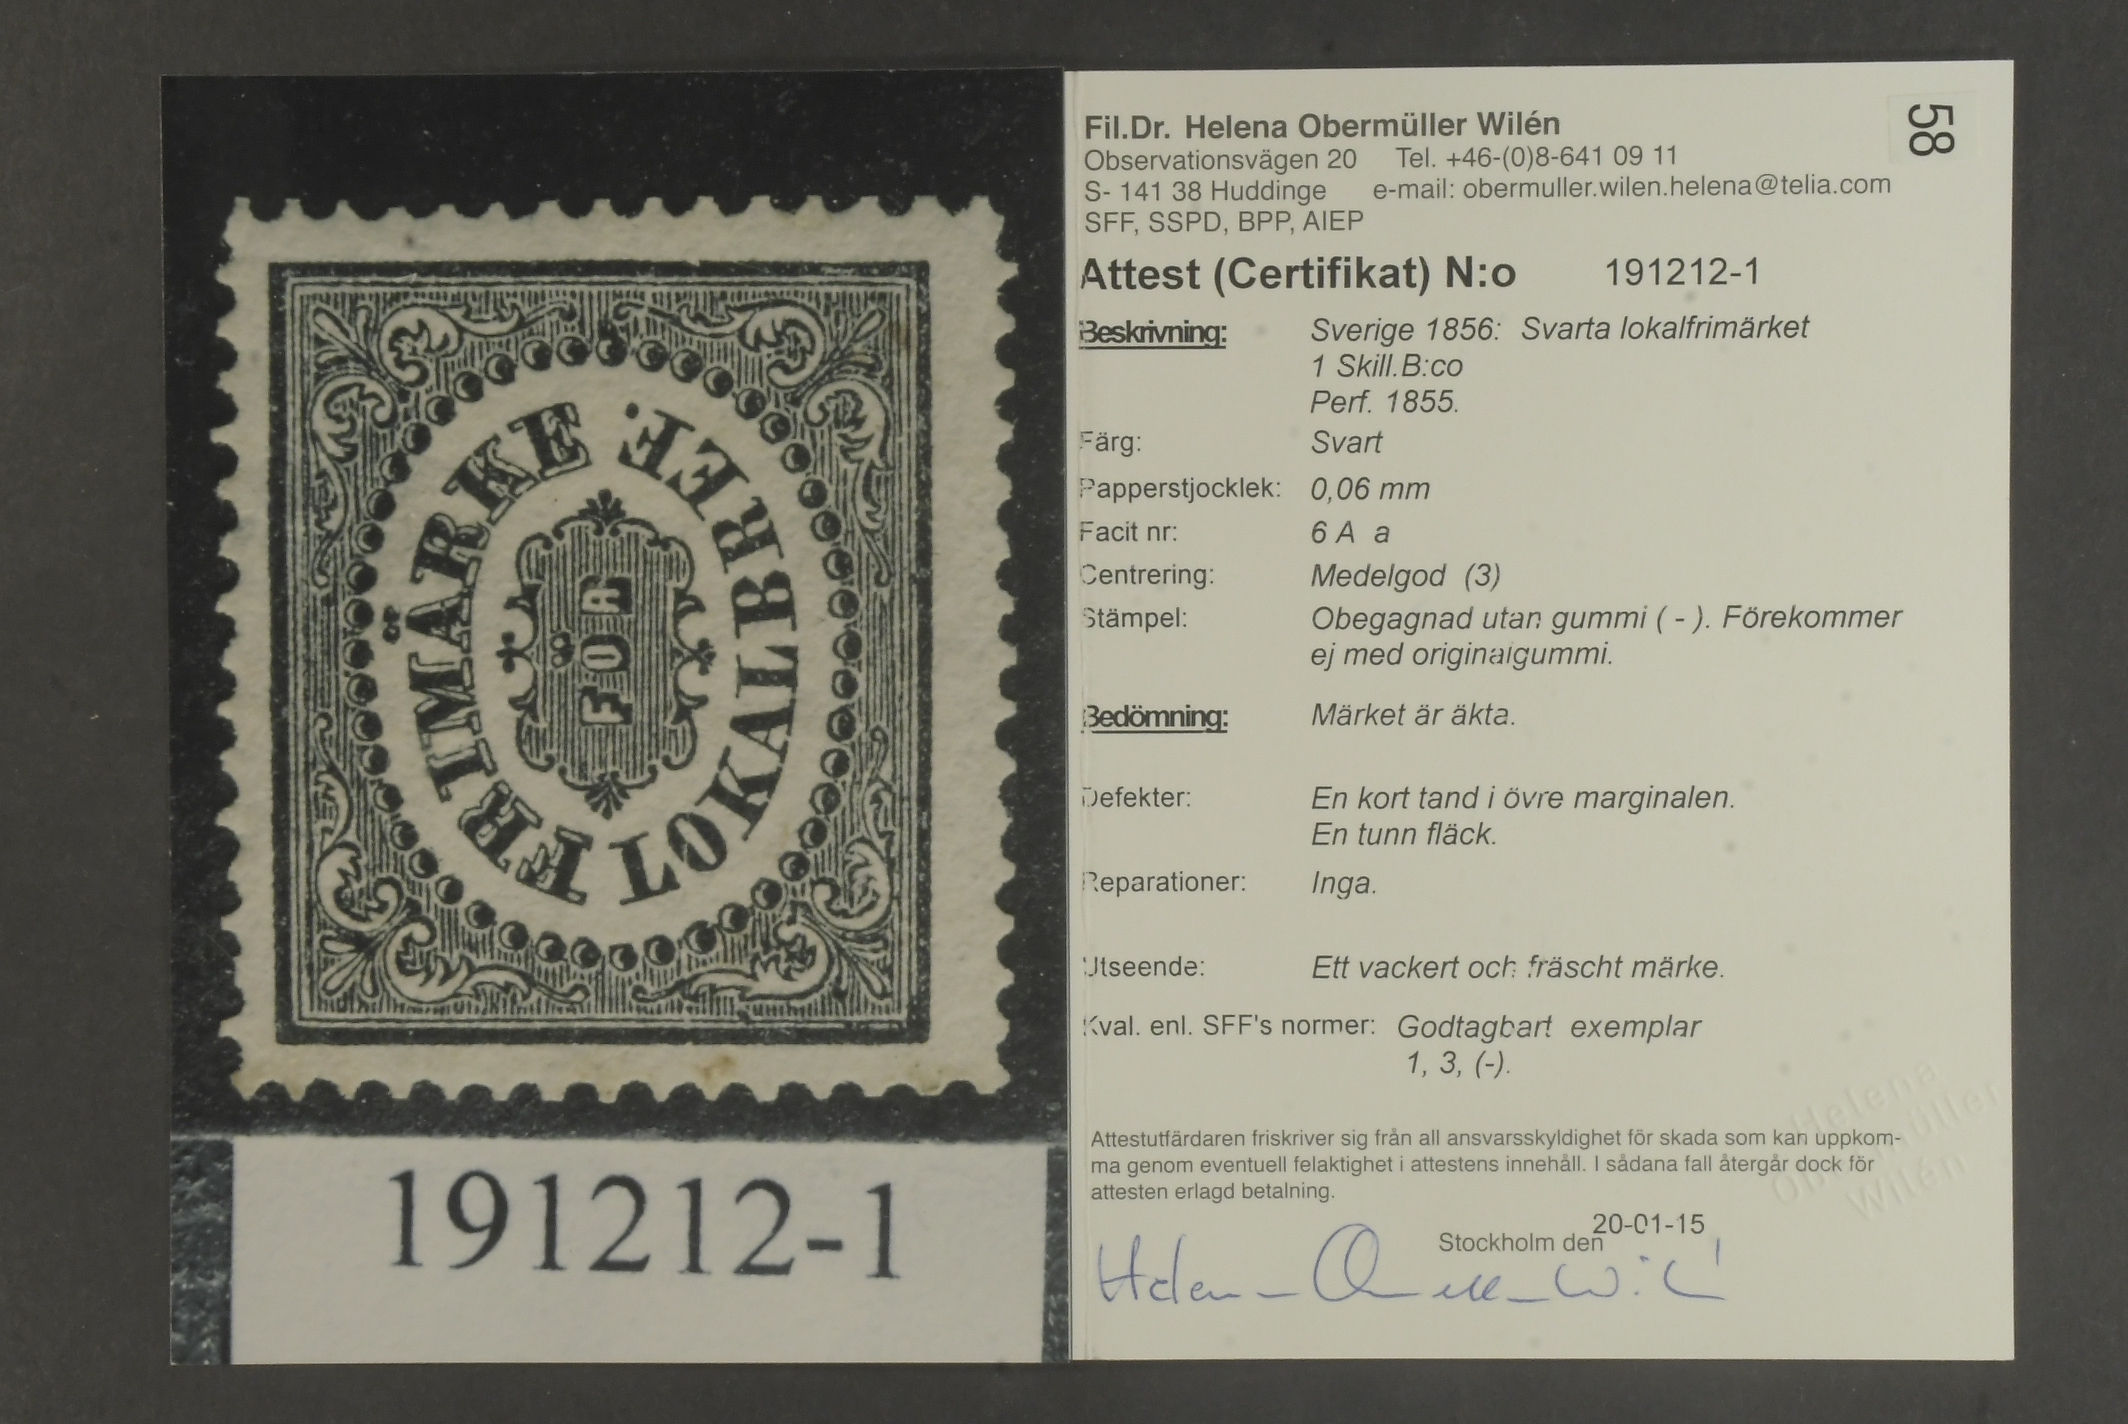 FRIMÄRKE
FÖR
LOKALBREF.
191212-1
58
Fil.Dr. Helena Obermüller Wilén
Observationsvägen 20 Tel. +46-(0)8-641 09 11
S- 141 38 Huddinge e-mail: obermuller.wilen.helena@telia.com
SFF, SSPD, BPP, AIEP
Attest (Certifikat) N:o 191212-1
Beskrivning: Sverige 1856: Svarta lokalfrimärket
1 Skill.B:co
Perf. 1855.
Färg: Svart
Papperstjocklek: 0,06 mm
Facit nr: 6 A a
Centrering: Medelgod (3)
Stämpel: Obegagnad utan gummi ( - ). Förekommer
ej med originalgummi.
Bedömning: Märket är äkta.
Defekter: En kort tand i övre marginalen.
En tunn fläck.
Reparationer: Inga.
Utseende: Ett vackert och fräscht märke.
Kval. enl. SFF's normer: Godtagbart exemplar
1, 3, (-).
Attestutfärdaren friskriver sig från all ansvarsskyldighet för skada som kan uppkom-
ma genom eventuell felaktighet i attestens innehåll. I sådana fall återgår dock för
attesten erlagd betalning.
Stockholm den 20-01-15
Helena
Obermüller
Wilén